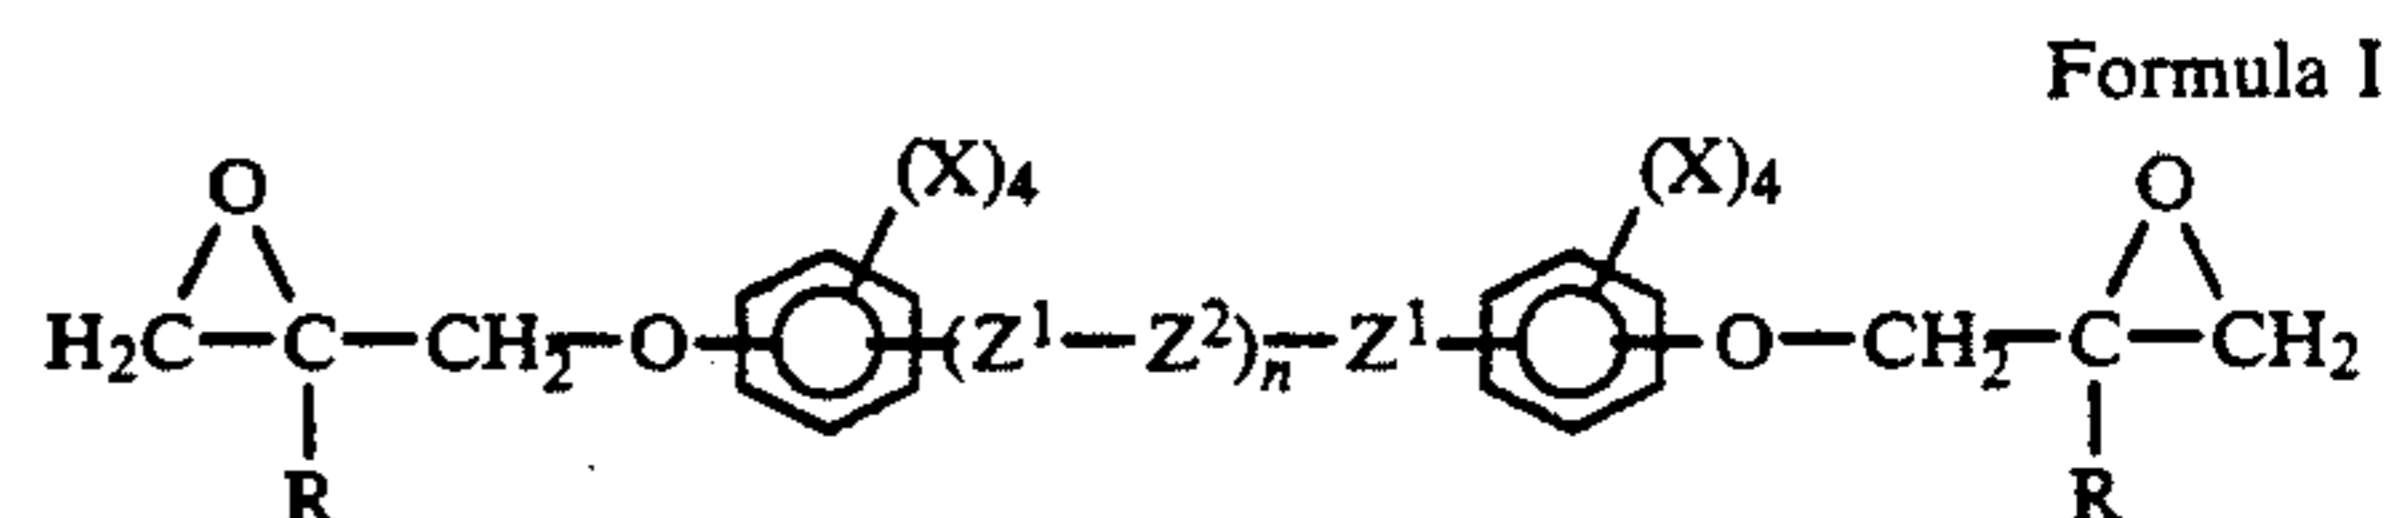 Formula I
O (X)4 (X)4 O
H2C—C—CH2—O—(Z1—Z2)n—Z1—O—CH2—C—CH2
R R